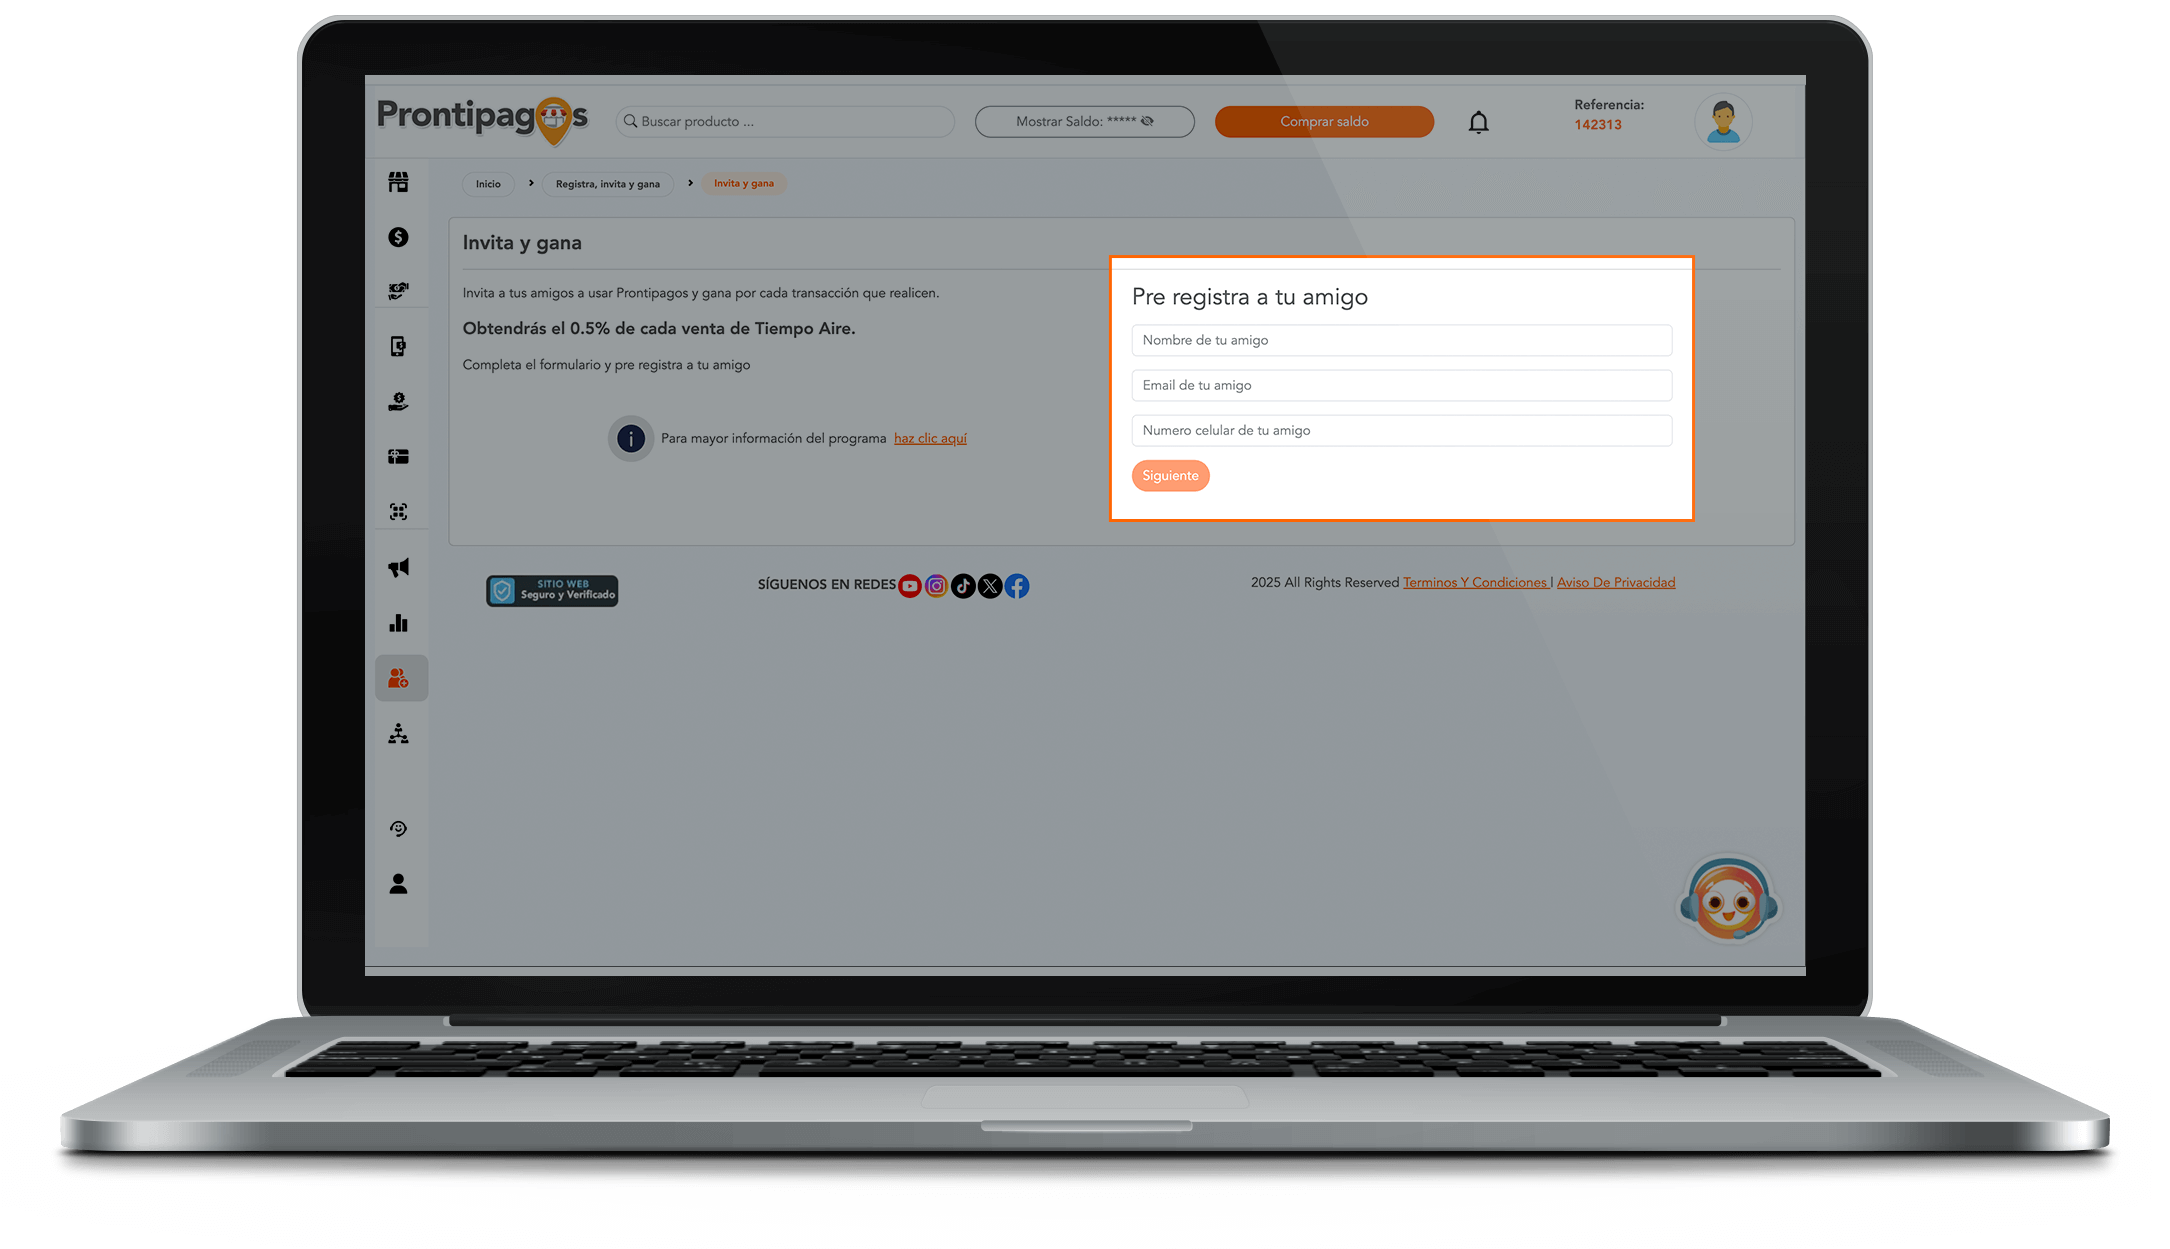 Prontipagos
Buscar producto ...
Mostrar Saldo: *****
Comprar saldo
Referencia:
142313
Inicio
Registra, invita y gana
Invita y gana
Invita y gana
Invita a tus amigos a usar Prontipagos y gana por cada transacción que realicen.
Obtendrás el 0.5% de cada venta de Tiempo Aire.
Completa el formulario y pre registra a tu amigo
Para mayor información del programa haz clic aquí
Pre registra a tu amigo
Nombre de tu amigo
Email de tu amigo
Numero celular de tu amigo
Siguiente
SITIO WEB
Seguro y Verificado
SÍGUENOS EN REDES
2025 All Rights Reserved Terminos Y Condiciones | Aviso De Privacidad